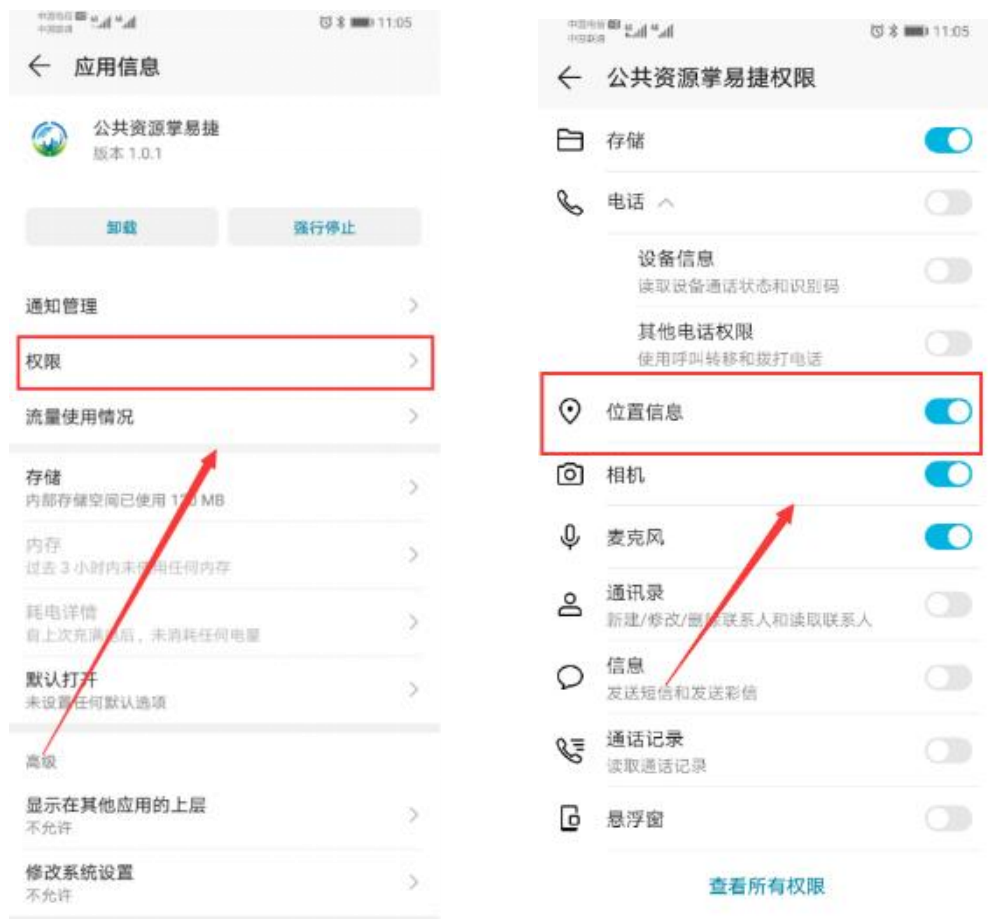 11:05
应用信息
公共资源掌易捷
版本 1.0.1
卸载
强行停止
通知管理
权限
流量使用情况
存储
内部存储空间已使用 1 MB
内存
过去 3 小时内未使用任何内存
耗电详情
自上次充满电后，未消耗任何电量
默认打开
未设置任何默认选项
高级
显示在其他应用的上层
不允许
修改系统设置
不允许
11:05
公共资源掌易捷权限
存储
电话
设备信息
读取设备通话状态和识别码
其他电话权限
使用呼叫转移和拨打电话
位置信息
相机
麦克风
通讯录
新建/修改/删除联系人和读取联系人
信息
发送短信和发送彩信
通话记录
读取通话记录
悬浮窗
查看所有权限